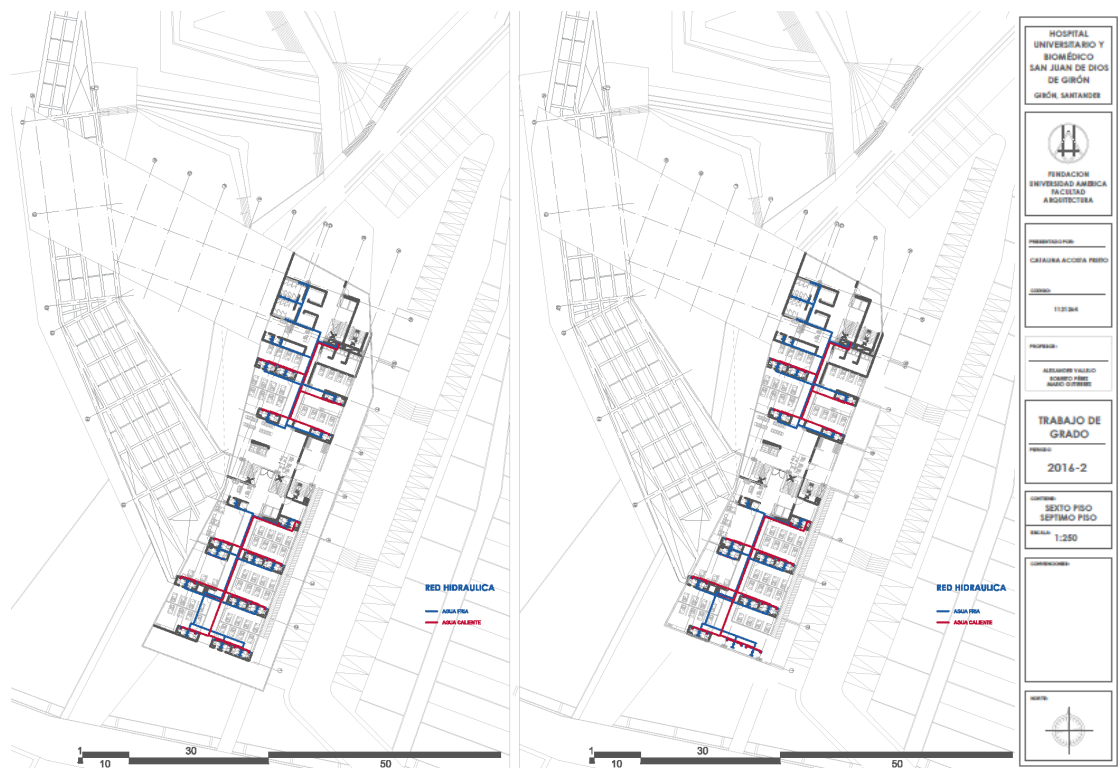 RED HIDRAULICA
AGUA FRIA
AGUA CALIENTE
1
30
10
50
RED HIDRAULICA
AGUA FRIA
AGUA CALIENTE
1
30
10
50
HOSPITAL
UNIVERSITARIO Y
BIOMÉDICO
SAN JUAN DE DIOS
DE GIRÓN
GIRÓN, SANTANDER
FUNDACION
UNIVERSIDAD AMERICA
FACULTAD
ARQUITECTURA
PRESENTADO POR:
CATALINA ACOSTA PRIETO
CODIGO:
PROFESOR:
TRABAJO DE
GRADO
PERIODO:
2016-2
CONTIENE:
SEXTO PISO
SEPTIMO PISO
ESCALA: 1:250
CONVENCIONES:
NORTE: